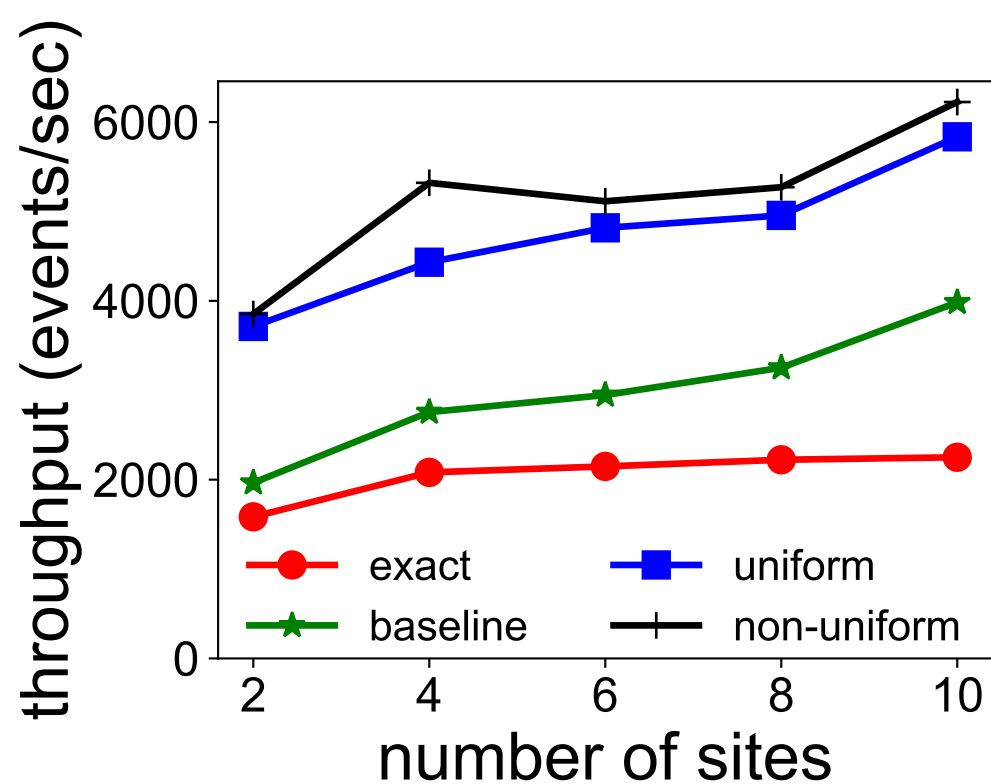 throughput (events/sec)
6000
4000
2000
0
exact
uniform
baseline
non-uniform
2 4 6 8 10
number of sites